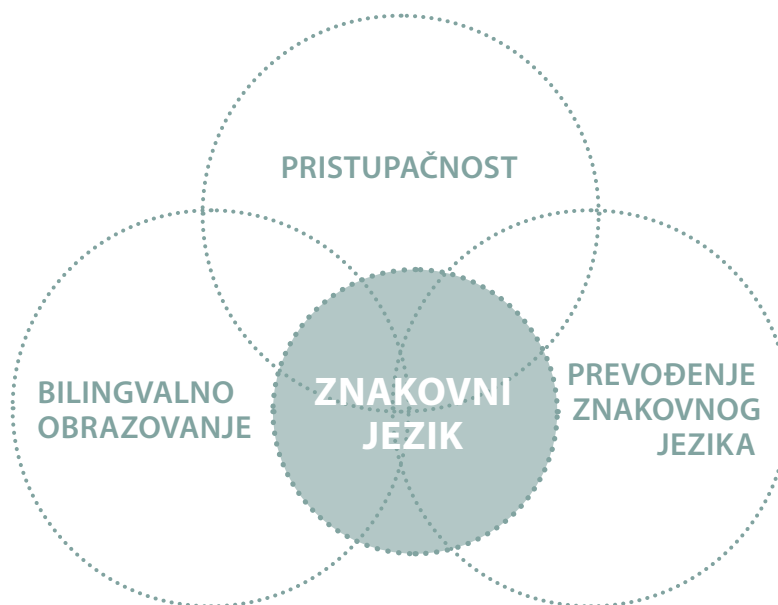 PRISTUPAČNOST
BILINGVALNO
OBRAZOVANJE
ZNAKOVNI
JEZIK
PREVOĐENJE
ZNAKOVNOG
JEZIKA